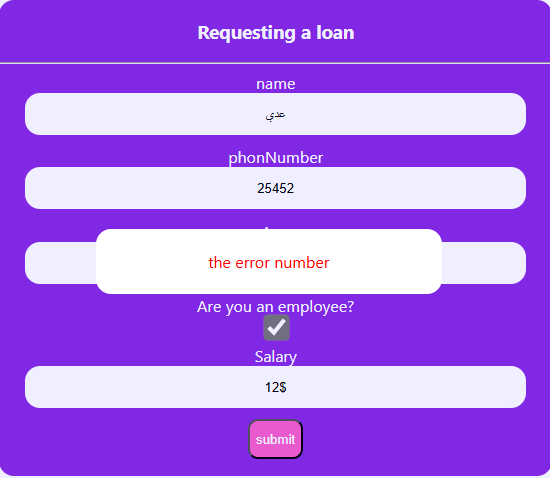 Requesting a loan
name
عدي
phonNumber
25452
the error number
Are you an employee?
Salary
12$
submit